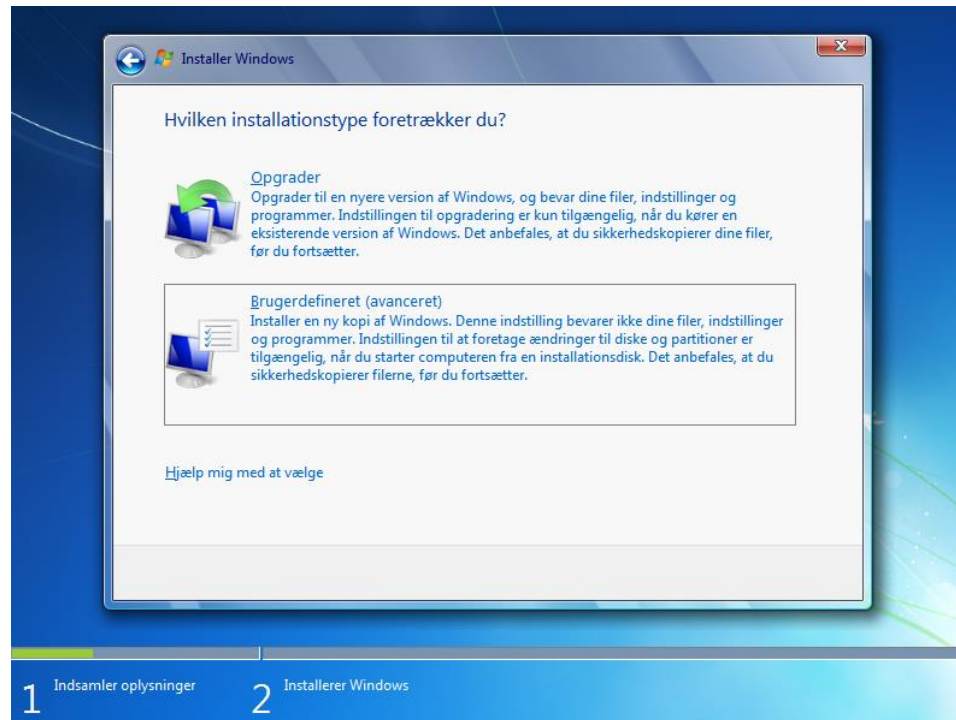 Installer Windows
Hvilken installationstype foretrækker du?
Opgrader
Opgrader til en nyere version af Windows, og bevar dine filer, indstillinger og
programmer. Indstillingen til opgradering er kun tilgængelig, når du kører en
eksisterende version af Windows. Det anbefales, at du sikkerhedskopierer dine filer,
før du fortsætter.
Brugerdefineret (avanceret)
Installer en ny kopi af Windows. Denne indstilling bevarer ikke dine filer, indstillinger
og programmer. Indstillingen til at foretage ændringer til diske og partitioner er
tilgængelig, når du starter computeren fra en installationsdisk. Det anbefales, at du
sikkerhedskopierer filerne, før du fortsætter.
Hjælp mig med at vælge
1 Indsamler oplysninger
2 Installerer Windows